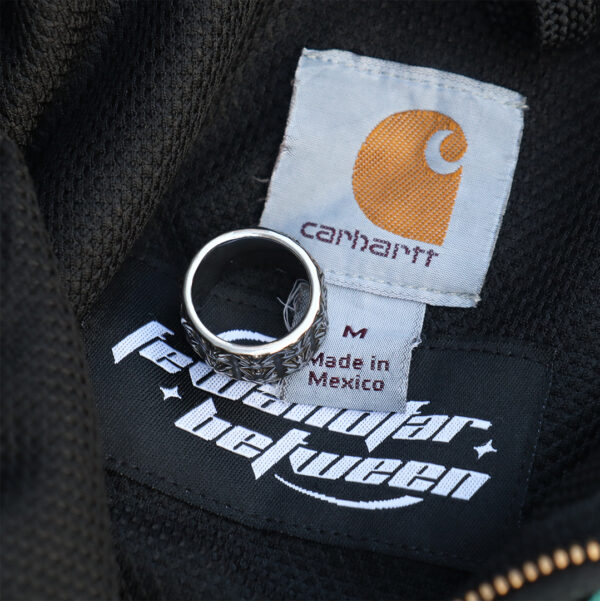 carhartt
M
Made in
Mexico
fewandfar
between